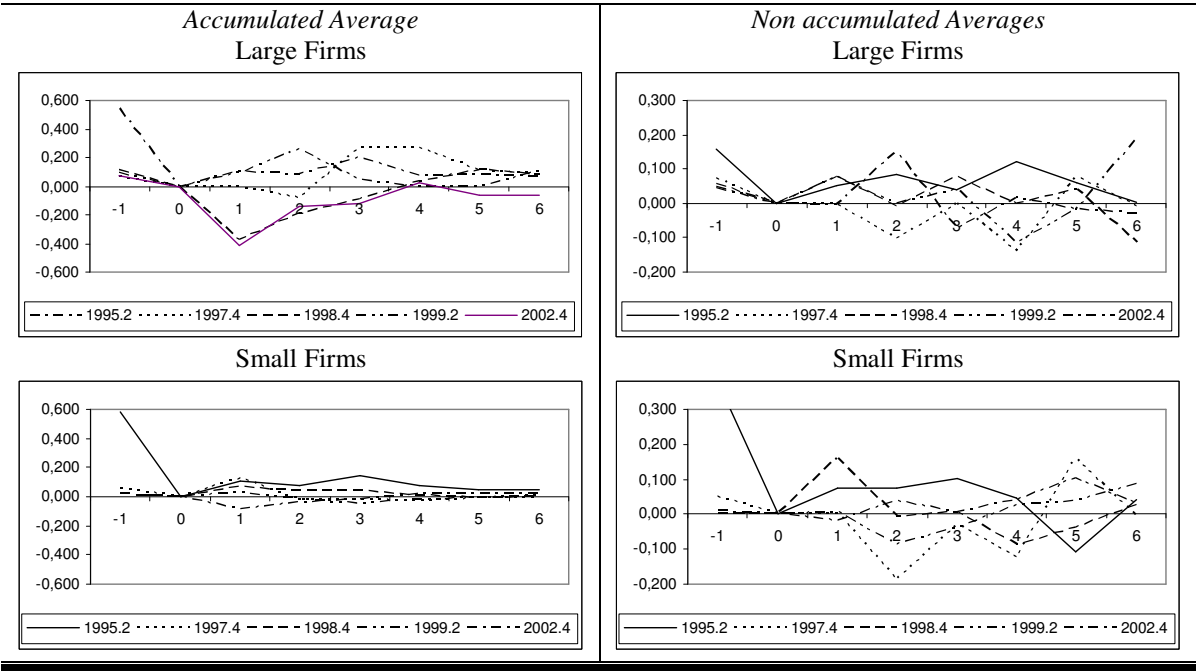 Accumulated Average
Large Firms
0,600
0,400
0,200
0,000
-0,200
-0,400
-0,600
-1 0 1 2 3 4 5 6
1995.2 1997.4 1998.4 1999.2 2002.4
Non accumulated Averages
Large Firms
0,300
0,200
0,100
0,000
-0,100
-0,200
-1 0 1 2 3 4 5 6
1995.2 1997.4 1998.4 1999.2 2002.4
Small Firms
0,600
0,400
0,200
0,000
-0,200
-0,400
-0,600
-1 0 1 2 3 4 5 6
1995.2 1997.4 1998.4 1999.2 2002.4
Small Firms
0,300
0,200
0,100
0,000
-0,100
-0,200
-1 0 1 2 3 4 5 6
1995.2 1997.4 1998.4 1999.2 2002.4